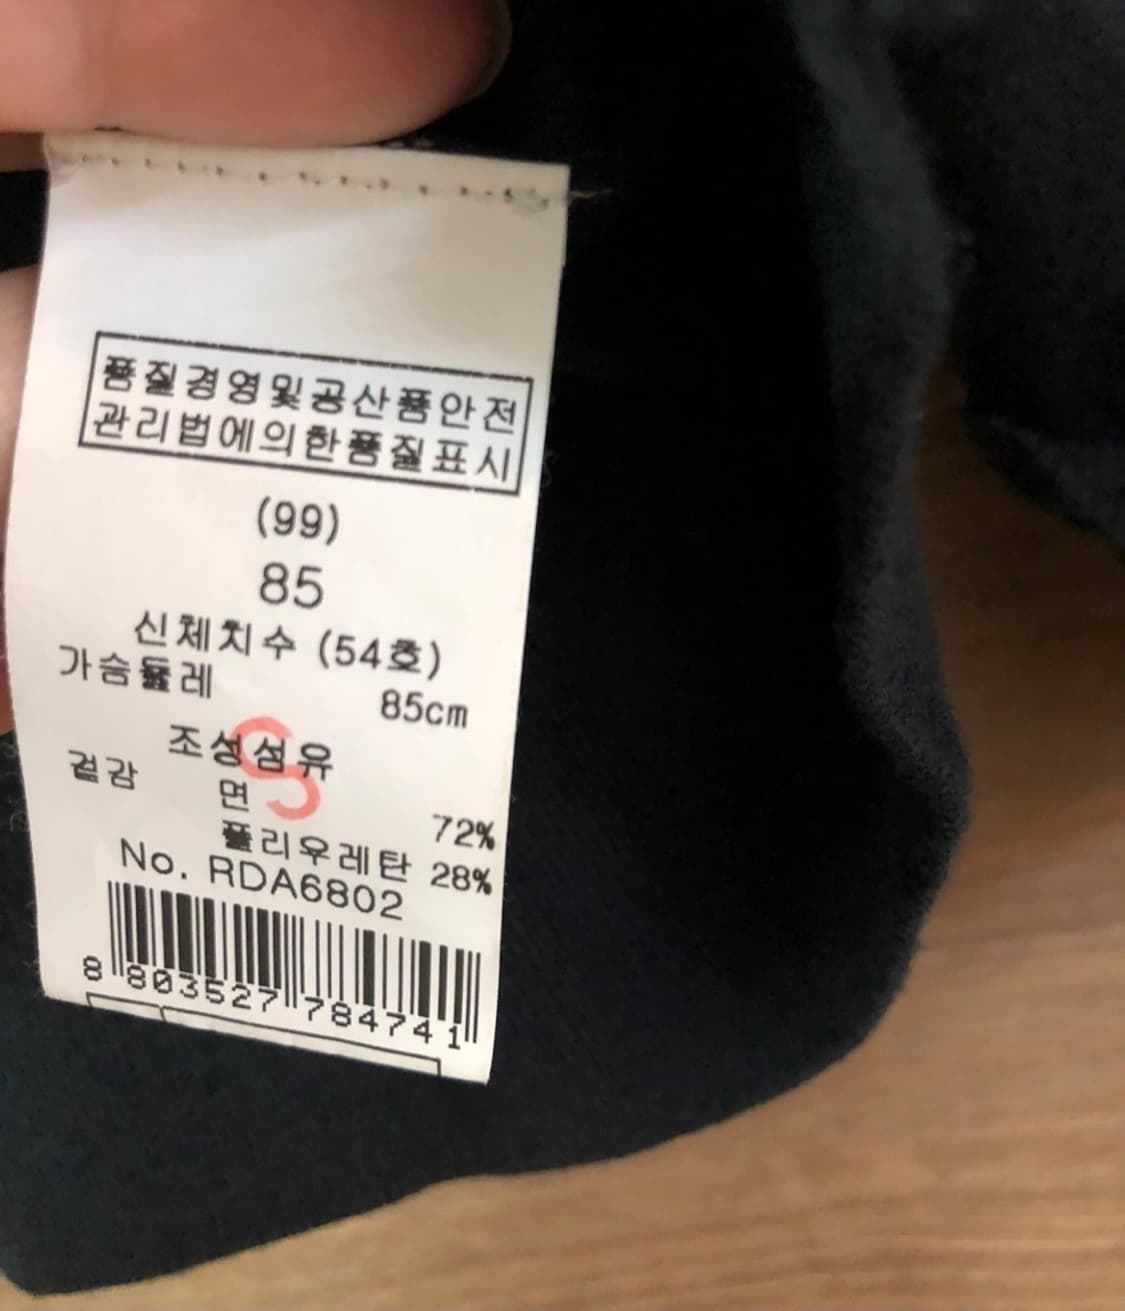 품질경영및공산품안전
관리법에의한품질표시
(99)
85
신체치수 (54호)
가슴둘레 85cm
S
조성섬유
겉감
면 72%
폴리우레탄 28%
No. RDA6802
8 803527 784741